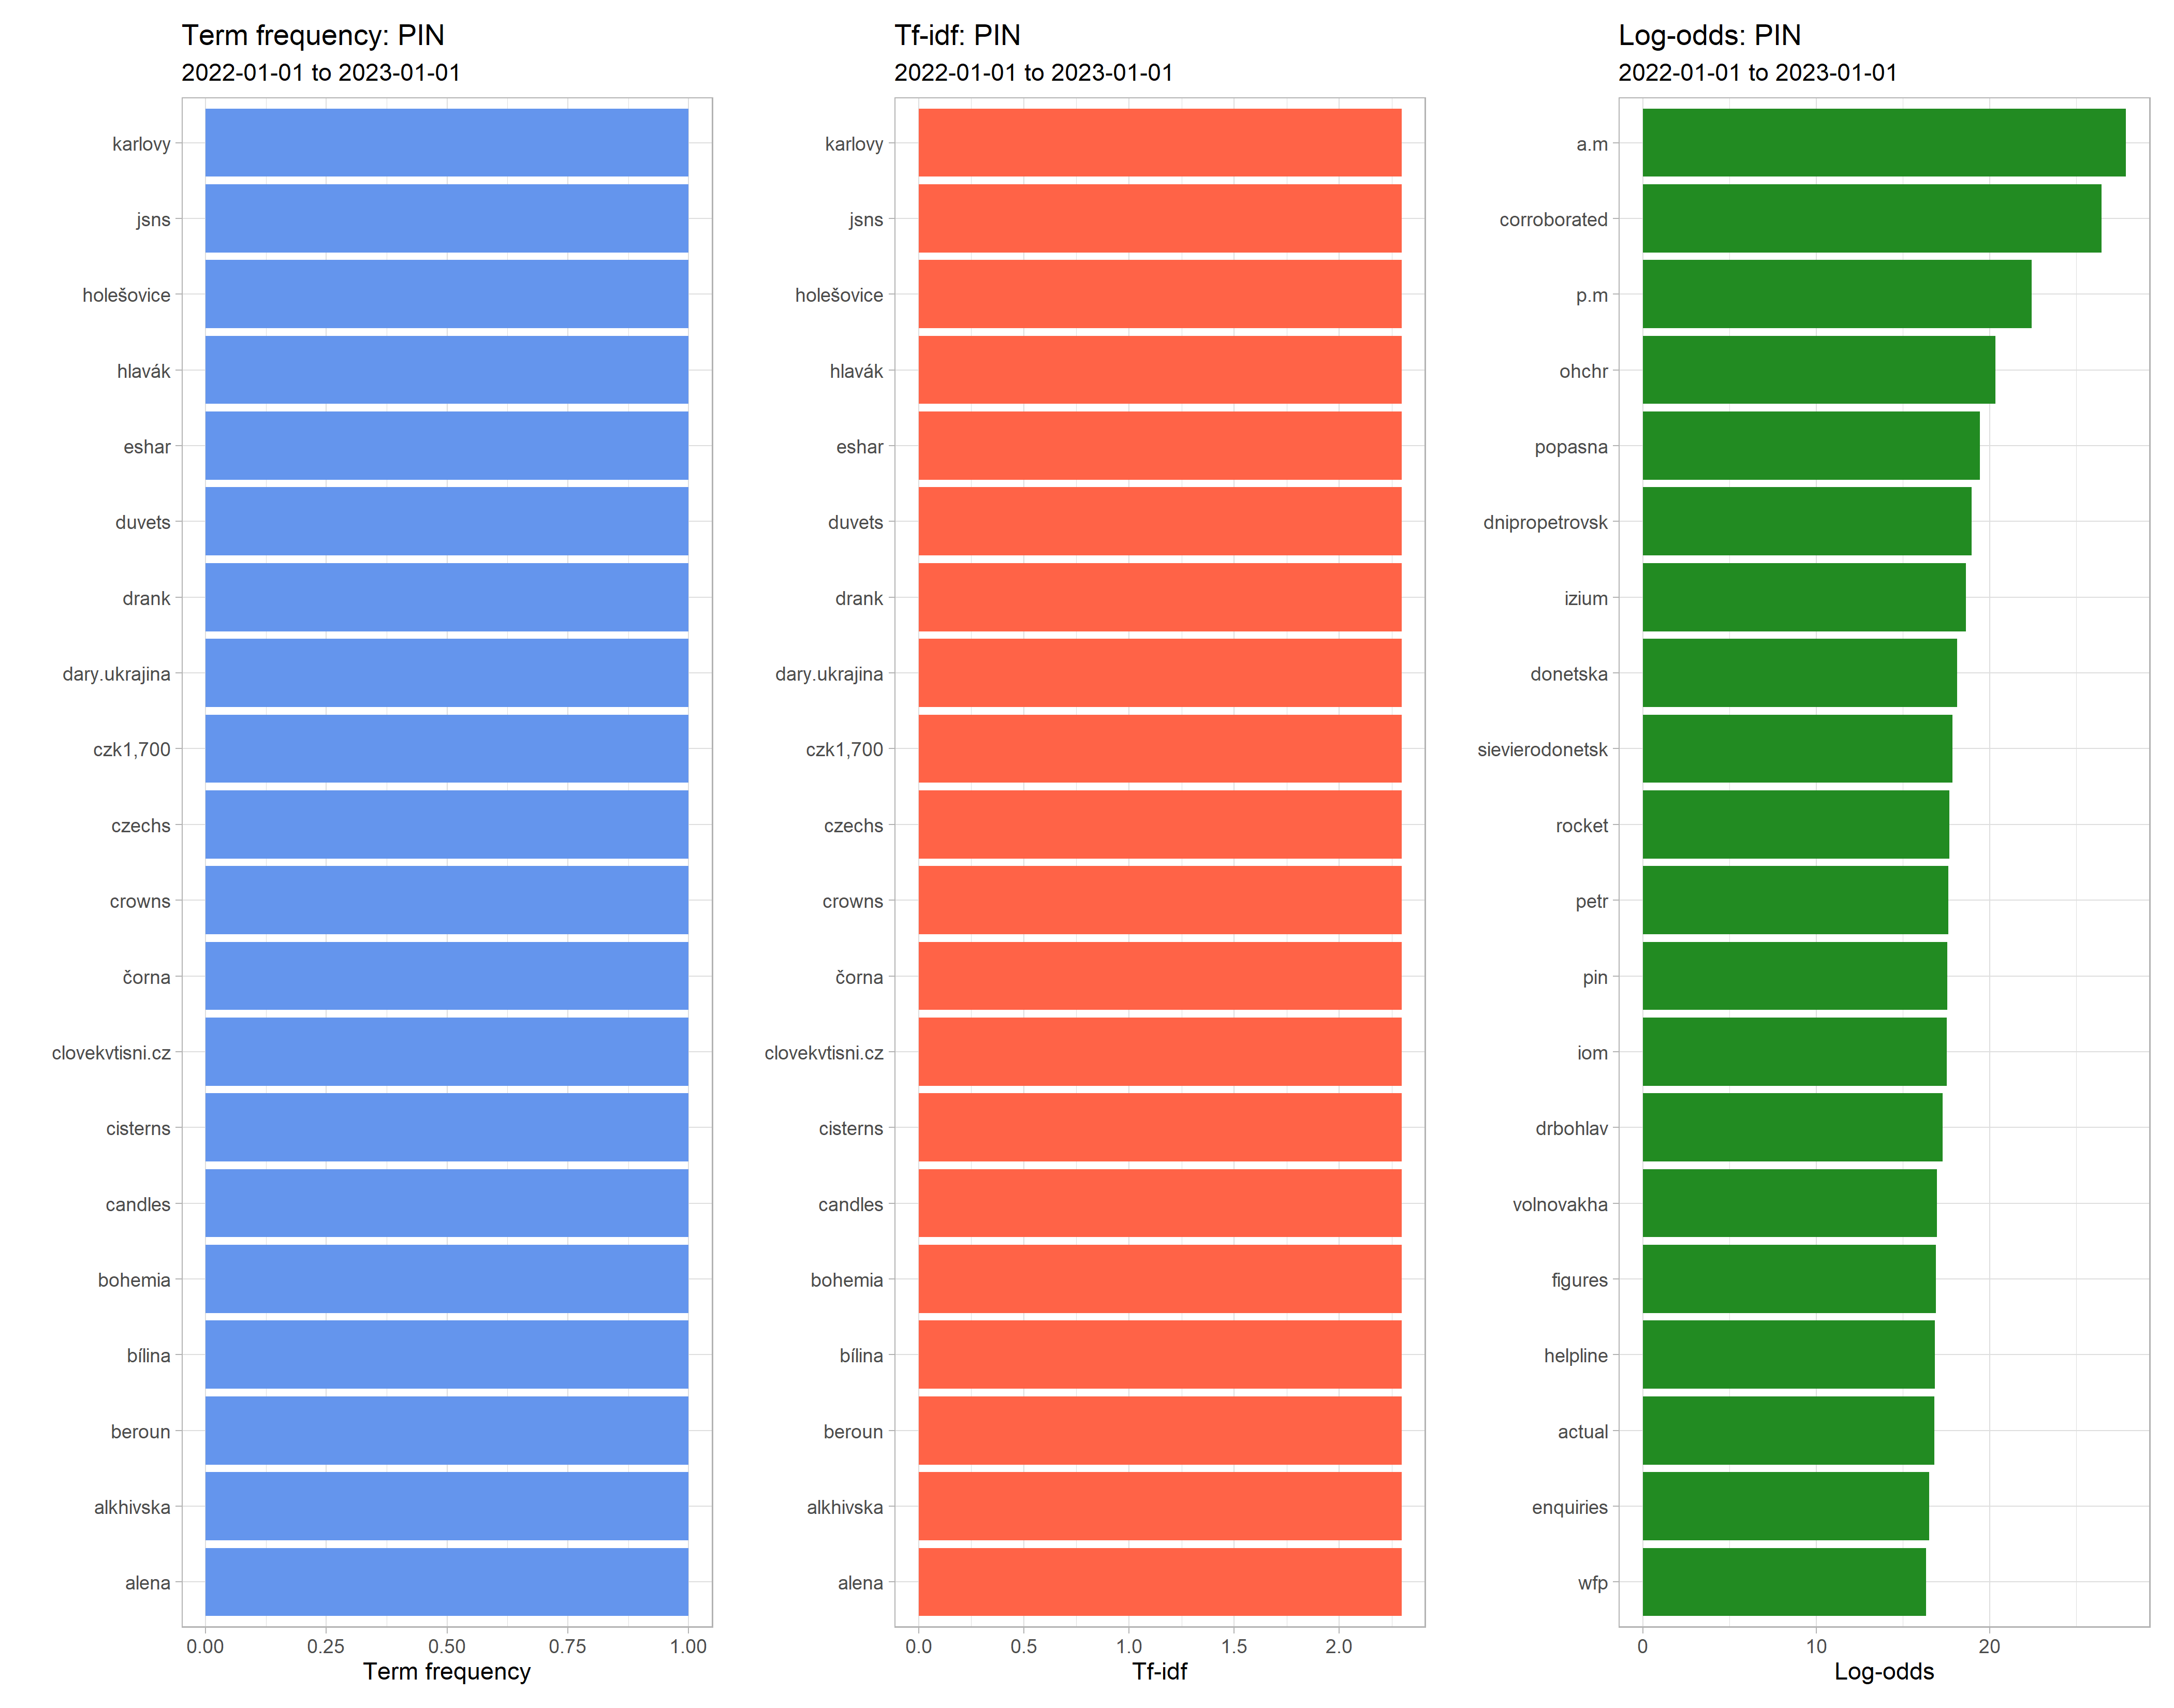 Term frequency: PIN
2022-01-01 to 2023-01-01
karlovy
jsns
holešovice
hlavák
eshar
duvets
drank
dary.ukrajina
czk1,700
czechs
crowns
čorna
clovekvtisni.cz
cisterns
candles
bohemia
bílina
beroun
alkhivska
alena
0.00 0.25 0.50 0.75 1.00
Term frequency
Tf-idf: PIN
2022-01-01 to 2023-01-01
karlovy
jsns
holešovice
hlavák
eshar
duvets
drank
dary.ukrajina
czk1,700
czechs
crowns
čorna
clovekvtisni.cz
cisterns
candles
bohemia
bílina
beroun
alkhivska
alena
0.0 0.5 1.0 1.5 2.0
Tf-idf
Log-odds: PIN
2022-01-01 to 2023-01-01
a.m
corroborated
p.m
ohchr
popasna
dnipropetrovsk
izium
donetska
sievierodonetsk
rocket
petr
pin
iom
drbohlav
volnovakha
figures
helpline
actual
enquiries
wfp
0 10 20
Log-odds